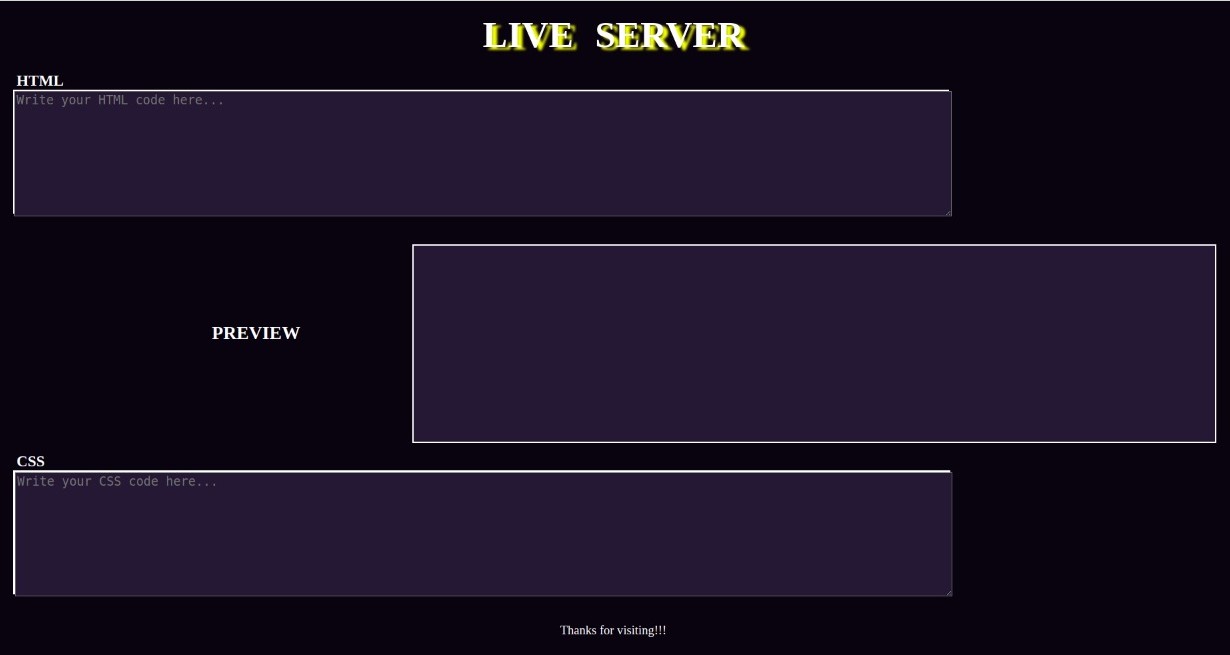 LIVE SERVER
HTML
Write your HTML code here...
PREVIEW
CSS
Write your CSS code here...
Thanks for visiting!!!